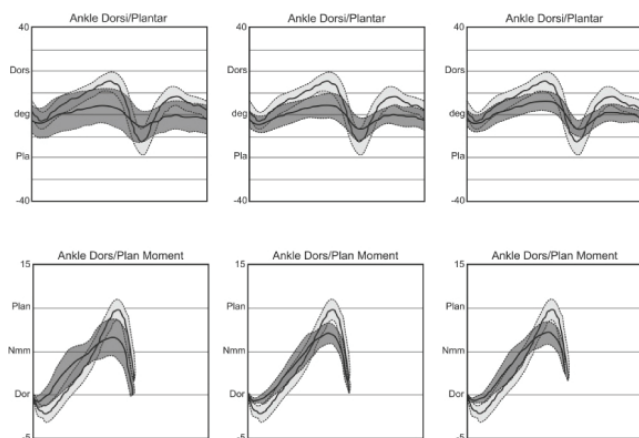 Ankle Dorsi/Plantar
40
Dors
deg
Pla
-40
Ankle Dorsi/Plantar
40
Dors
deg
Pla
-40
Ankle Dorsi/Plantar
40
Dors
deg
Pla
-40
Ankle Dors/Plan Moment
15
Plan
Nmm
Dor
-5
Ankle Dors/Plan Moment
15
Plan
Nmm
Dor
-5
Ankle Dors/Plan Moment
15
Plan
Nmm
Dor
-5